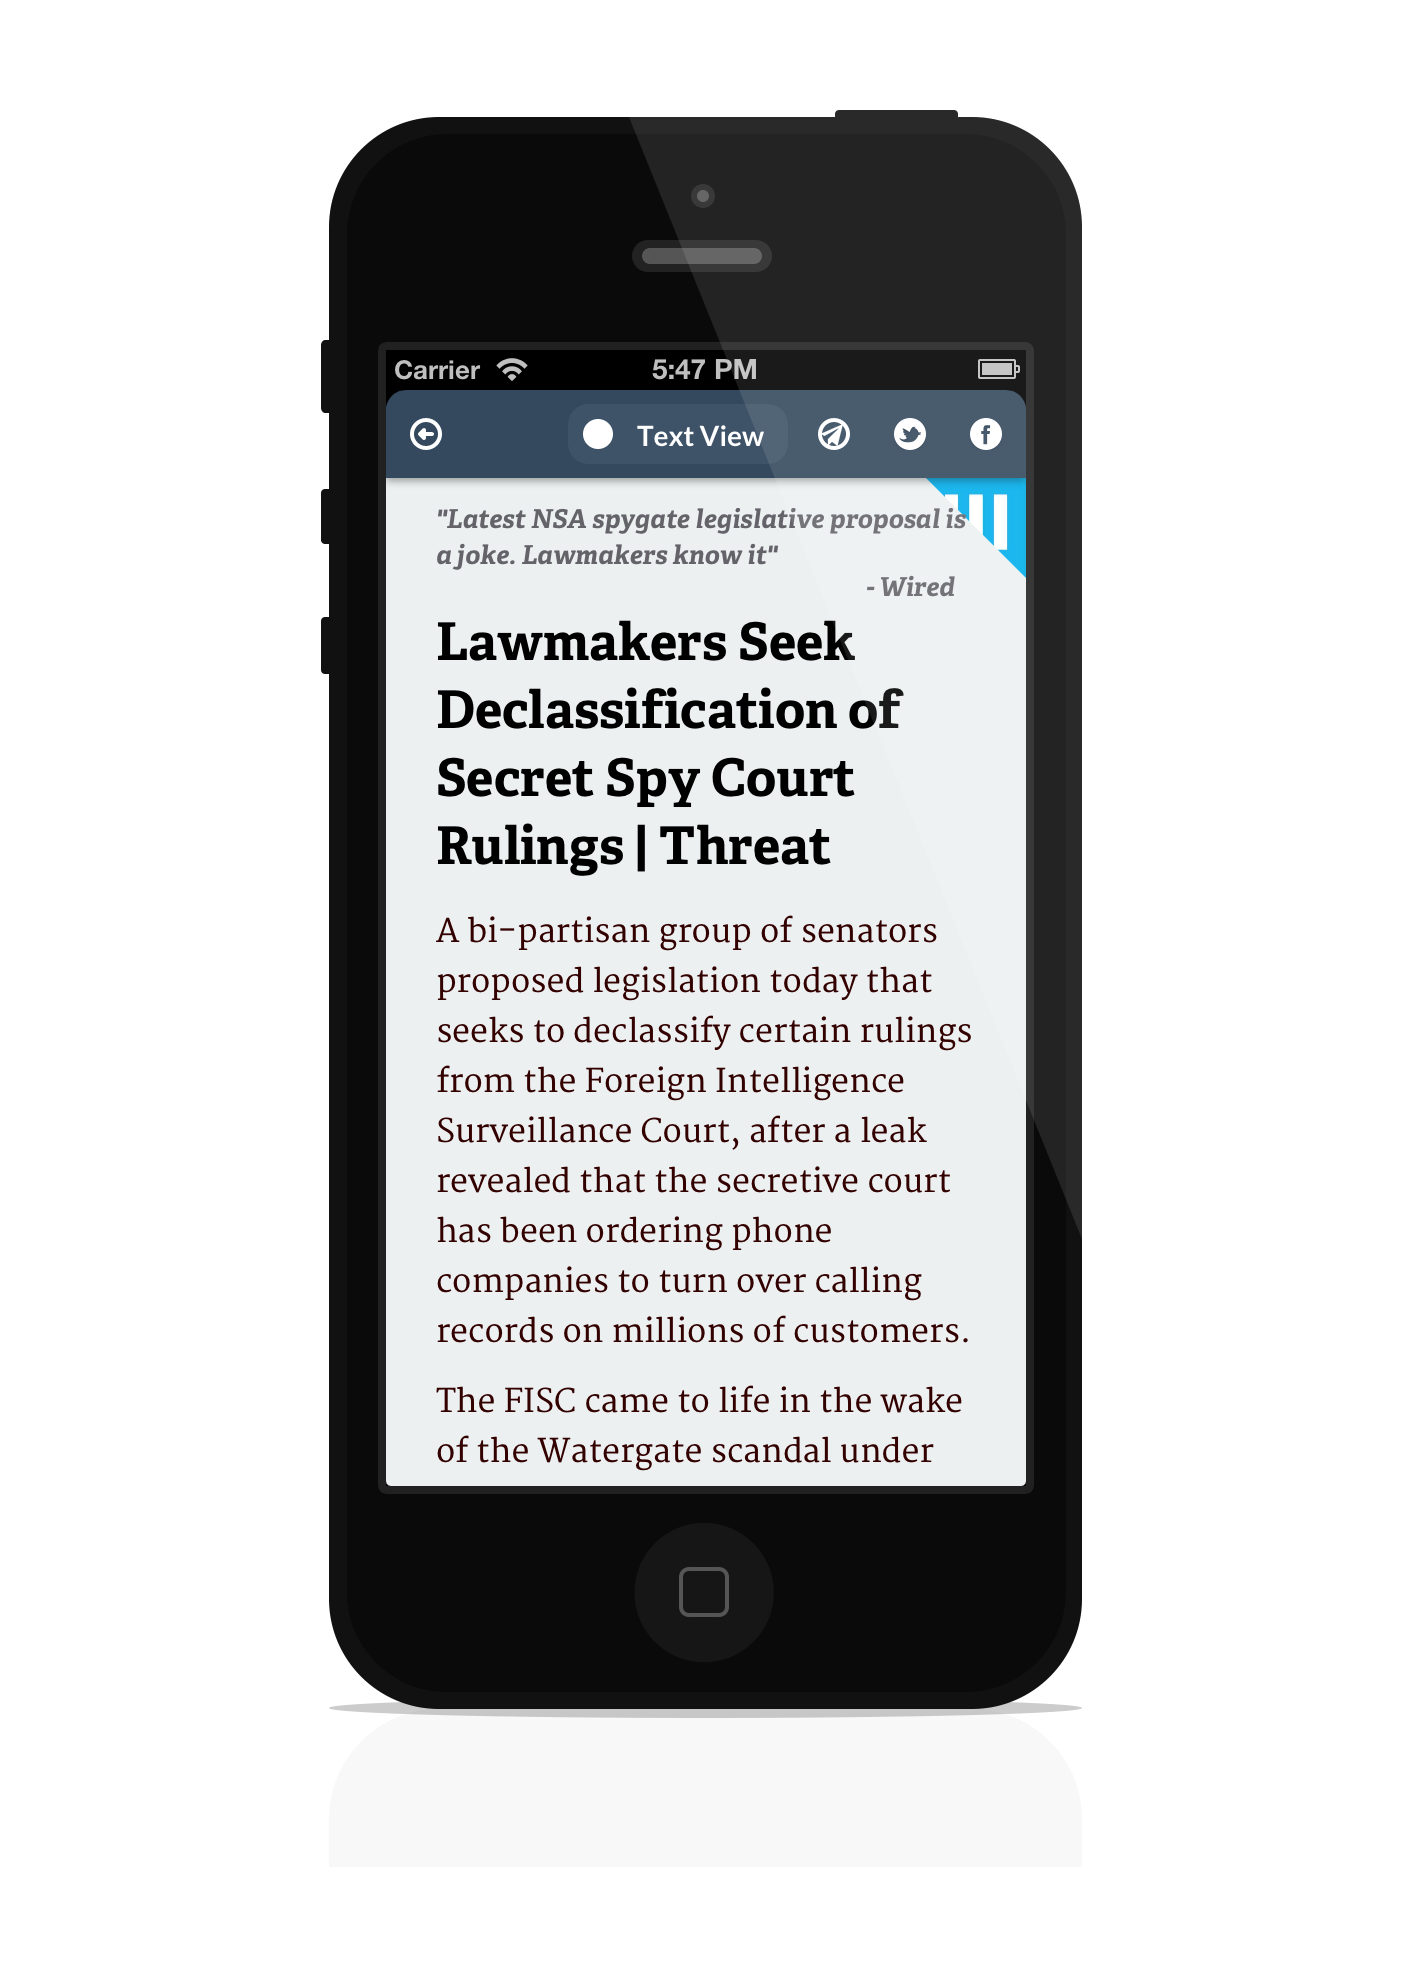 Carrier 5:47 PM
Text View
"Latest NSA spygate legislative proposal is
a joke. Lawmakers know it"
- Wired
Lawmakers Seek
Declassification of
Secret Spy Court
Rulings | Threat
A bi-partisan group of senators
proposed legislation today that
seeks to declassify certain rulings
from the Foreign Intelligence
Surveillance Court, after a leak
revealed that the secretive court
has been ordering phone
companies to turn over calling
records on millions of customers.
The FISC came to life in the wake
of the Watergate scandal under